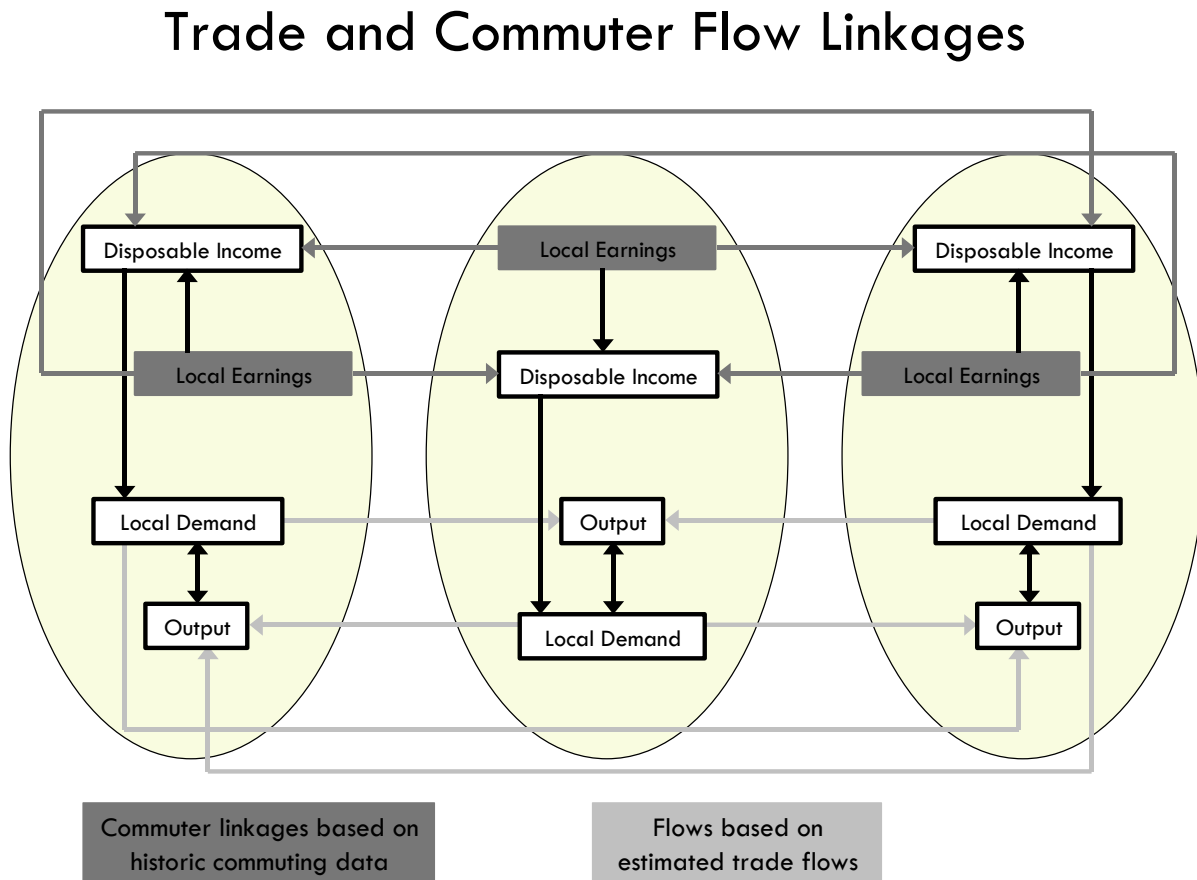 Trade and Commuter Flow Linkages
Disposable Income
Local Earnings
Disposable Income
Local Earnings
Disposable Income
Local Earnings
Local Demand
Output
Local Demand
Output
Local Demand
Output
Commuter linkages based on
historic commuting data
Flows based on
estimated trade flows